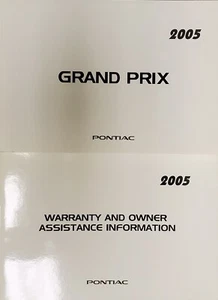 2005
GRAND PRIX
PONTIAC
2005
WARRANTY AND OWNER
ASSISTANCE INFORMATION
PONTIAC